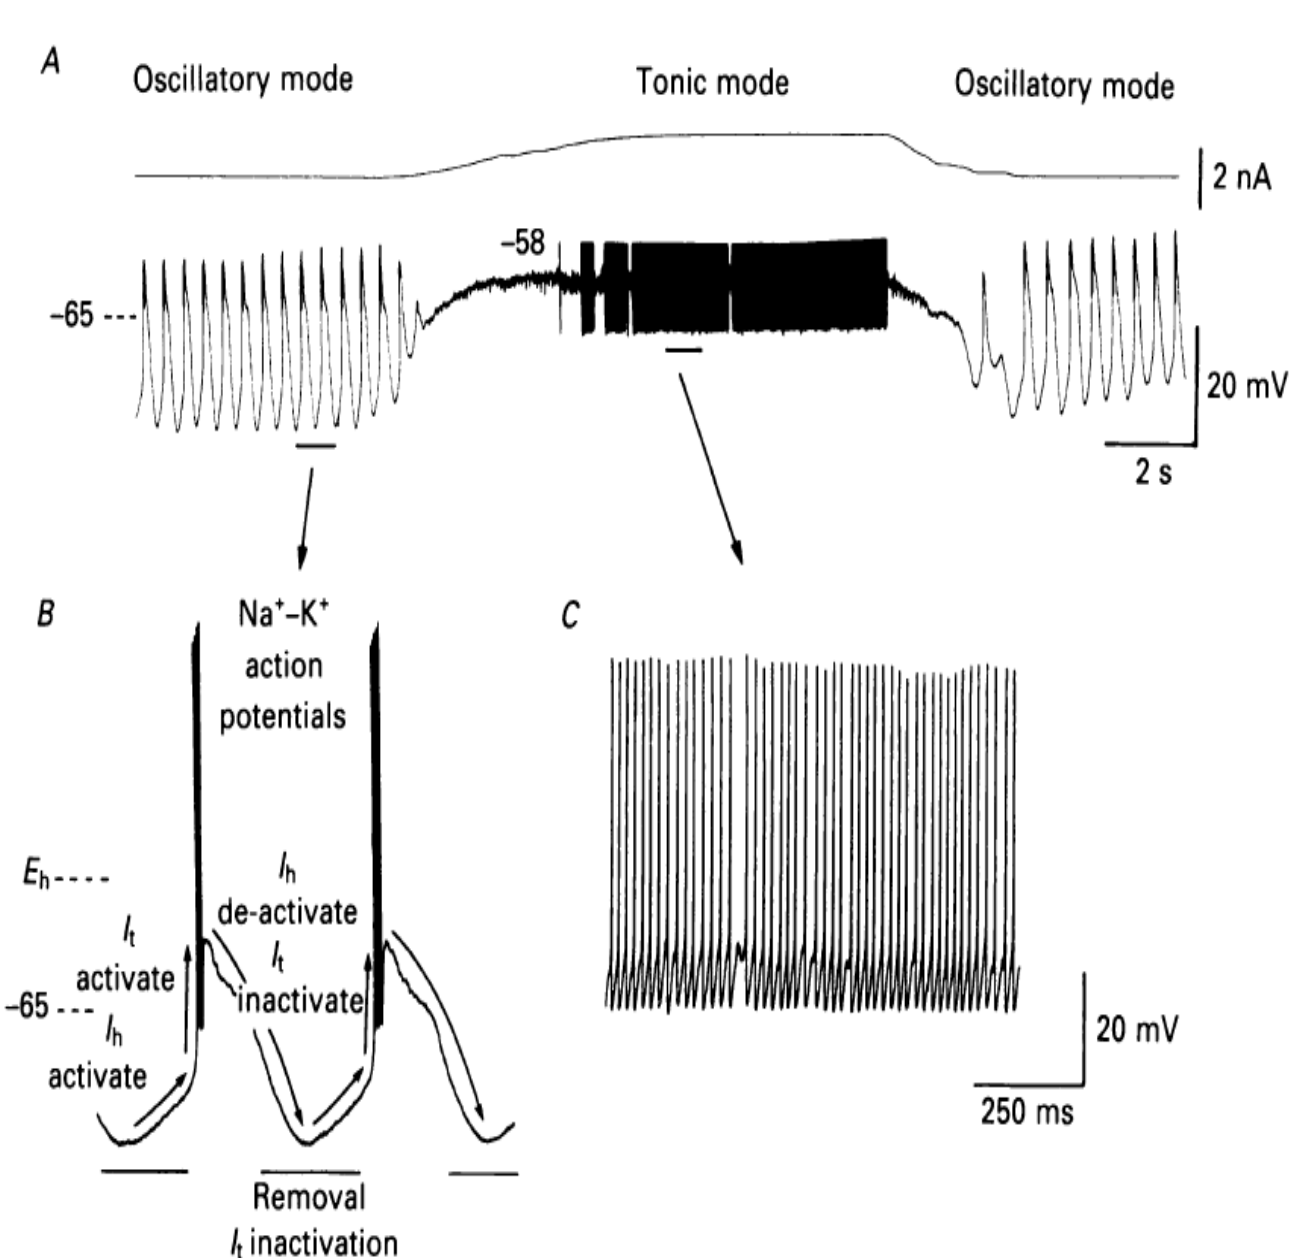 A
Oscillatory mode
Tonic mode
Oscillatory mode
2 nA
–58
–65
20 mV
2 s
B
Na⁺–K⁺
action
potentials
C
Eₕ
Iₕ
de-activate
Iₜ
activate
Iₜ
inactivate
–65
Iₕ
activate
20 mV
250 ms
Removal
Iₜ inactivation